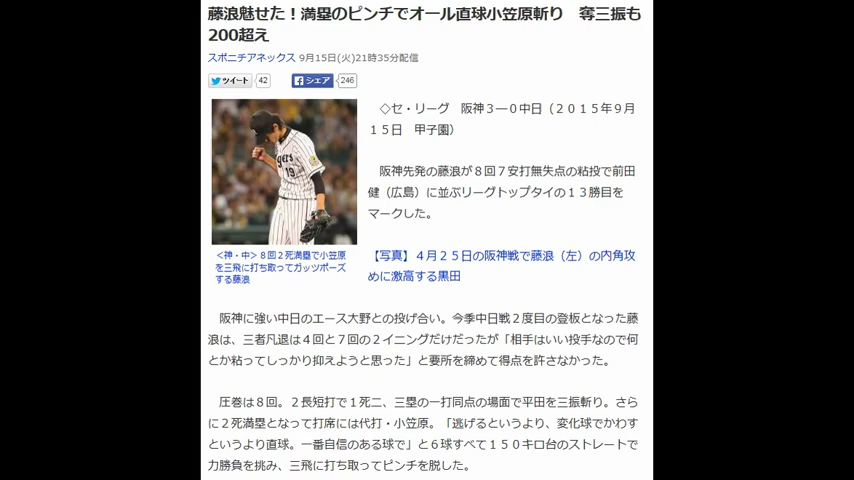 藤浪魅せた！満塁のピンチでオール直球小笠原斬り　奪三振も
200超え
スポニチアネックス 9月15日(火)21時35分配信
ツイート 42 シェア 246
◇セ・リーグ　阪神３―０中日（２０１５年９月
１５日　甲子園）
阪神先発の藤浪が８回７安打無失点の粘投で前田
健（広島）に並ぶリーグトップタイの１３勝目を
マークした。
【写真】４月２５日の阪神戦で藤浪（左）の内角攻
めに激高する黒田
gers
19
＜神・中＞８回２死満塁で小笠原
を三飛に打ち取ってガッツポーズ
する藤浪
阪神に強い中日のエース大野との投げ合い。今季中日戦２度目の登板となった藤
浪は、三者凡退は４回と７回の２イニングだけだったが「相手はいい投手なので何
とか粘ってしっかり抑えようと思った」と要所を締めて得点を許さなかった。
圧巻は８回。２長短打で１死二、三塁の一打同点の場面で平田を三振斬り。さら
に２死満塁となって打席には代打・小笠原。「逃げるというより、変化球でかわす
というより直球。一番自信のある球で」と６球すべて１５０キロ台のストレートで
力勝負を挑み、三飛に打ち取ってピンチを脱した。